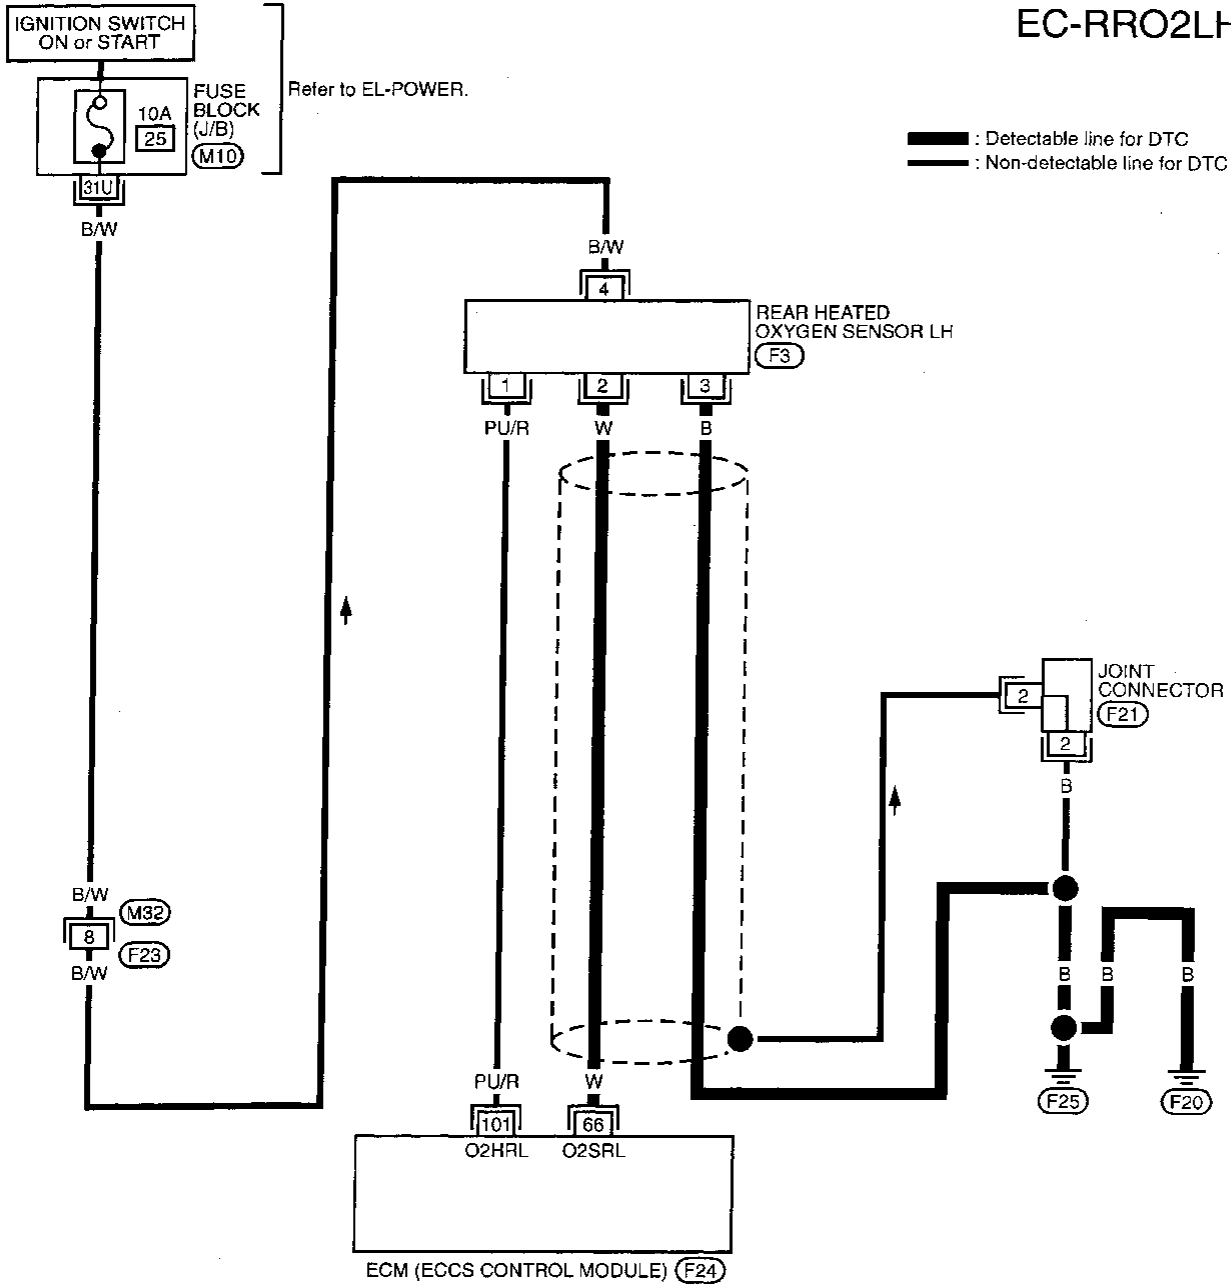 EC-RRO2LH
IGNITION SWITCH
ON or START
FUSE
BLOCK
(J/B)
M10
10A
25
Refer to EL-POWER.
: Detectable line for DTC
: Non-detectable line for DTC
31U
B/W
B/W
4
REAR HEATED
OXYGEN SENSOR LH
F3
1
2
3
PU/R
W
B
JOINT
CONNECTOR
F21
2
2
B
B/W
M32
8
F23
B/W
B
B
B
F25
F20
PU/R
W
101
66
O2HRL
O2SRL
ECM (ECCS CONTROL MODULE)
F24